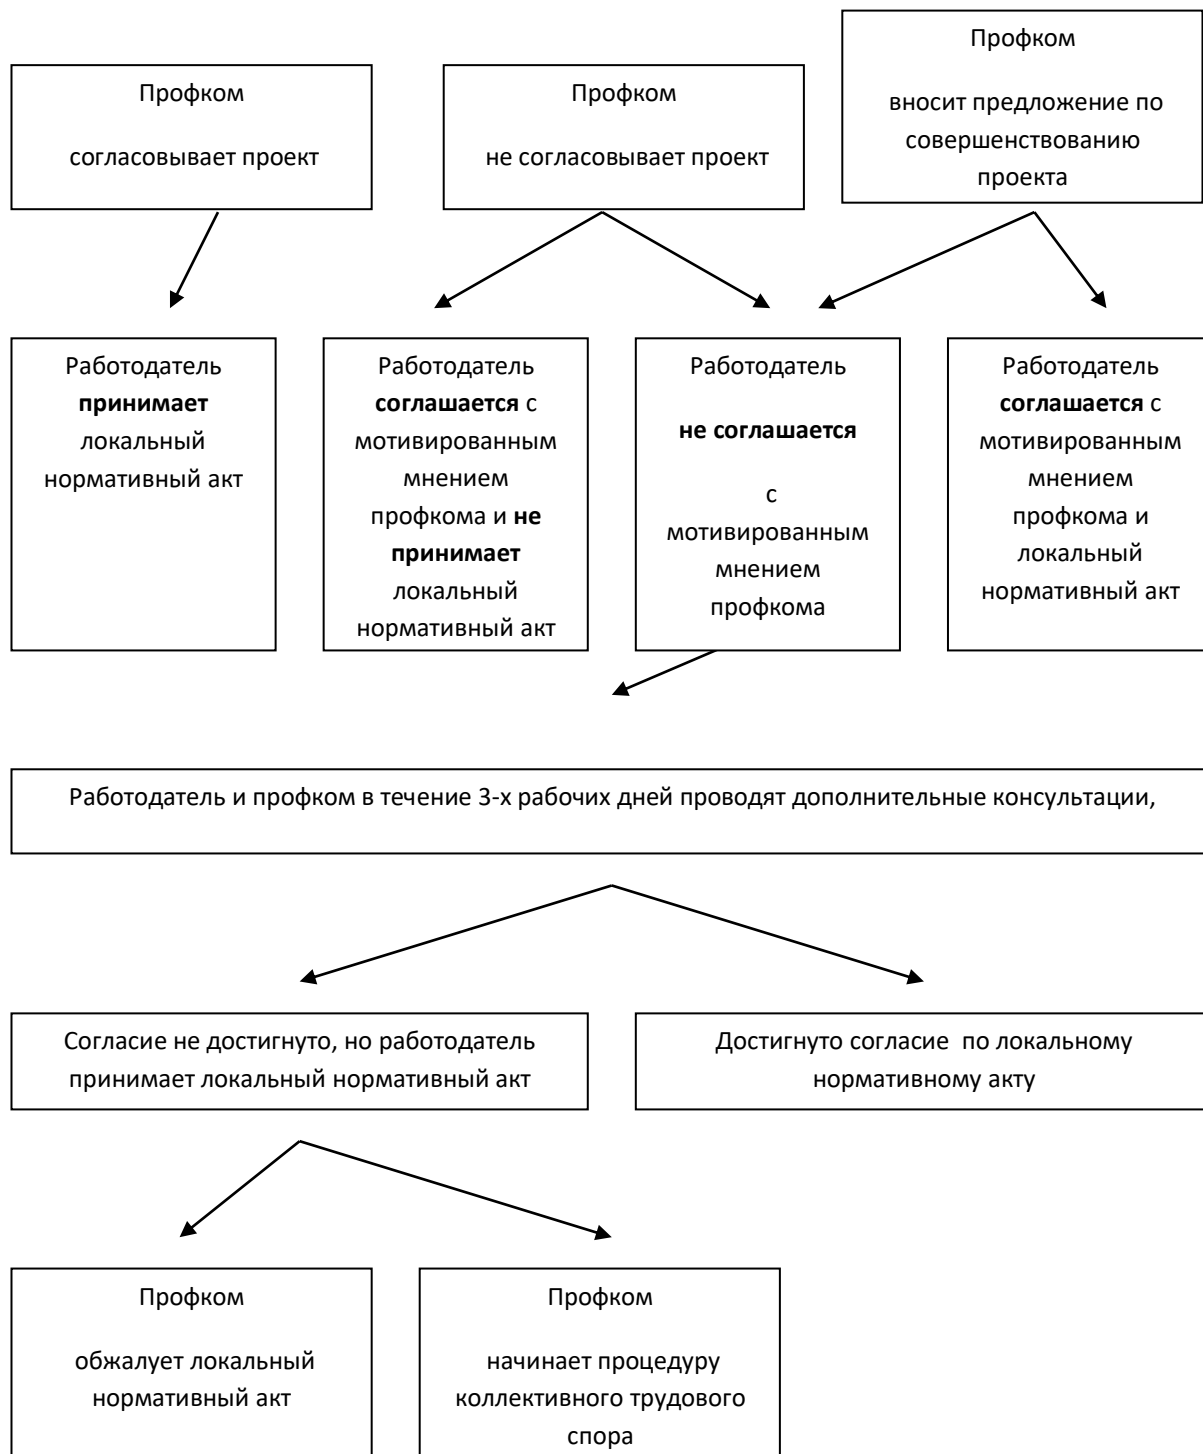 Профком
согласовывает проект
Профком
не согласовывает проект
Профком
вносит предложение по
совершенствованию
проекта
Работодатель
принимает
локальный
нормативный акт
Работодатель
соглашается с
мотивированным
мнением
профкома и не
принимает
локальный
нормативный акт
Работодатель
не соглашается
с
мотивированным
мнением
профкома
Работодатель
соглашается с
мотивированным
мнением
профкома и
локальный
нормативный акт
Работодатель и профком в течение 3-х рабочих дней проводят дополнительные консультации,
Согласие не достигнуто, но работодатель
принимает локальный нормативный акт
Достигнуто согласие по локальному
нормативному акту
Профком
обжалует локальный
нормативный акт
Профком
начинает процедуру
коллективного трудового
спора